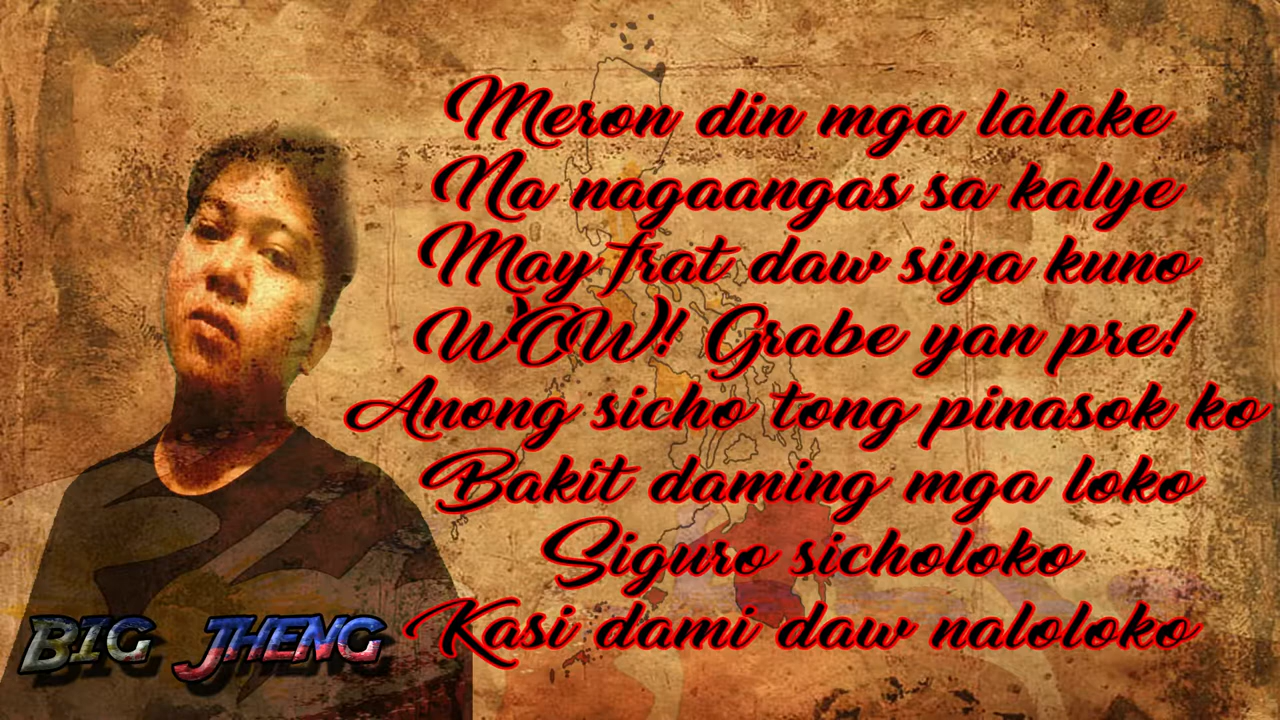 Meron din mga lalake
Na nagaangas sa kalye
May frat daw siya kuno
WOW! Grabe yan pre!
Anong sicho tong pinasok ko
Bakit daming mga loko
Siguro sicholoko
Kasi dami daw naloloko
BIG JHENG